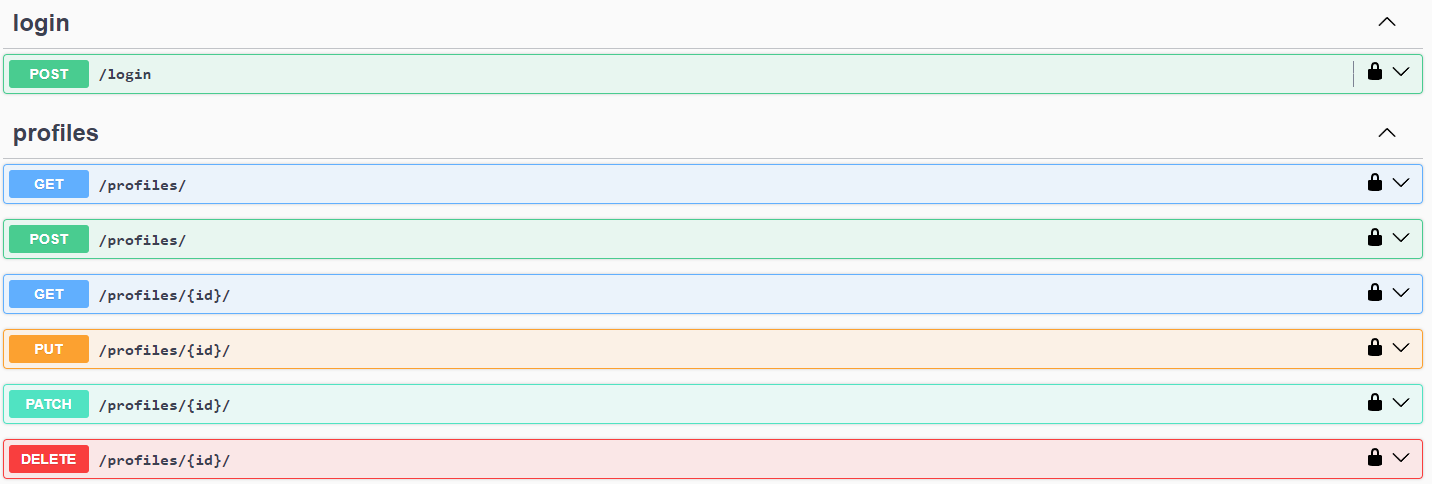 login
POST /login
profiles
GET /profiles/
POST /profiles/
GET /profiles/{id}/
PUT /profiles/{id}/
PATCH /profiles/{id}/
DELETE /profiles/{id}/